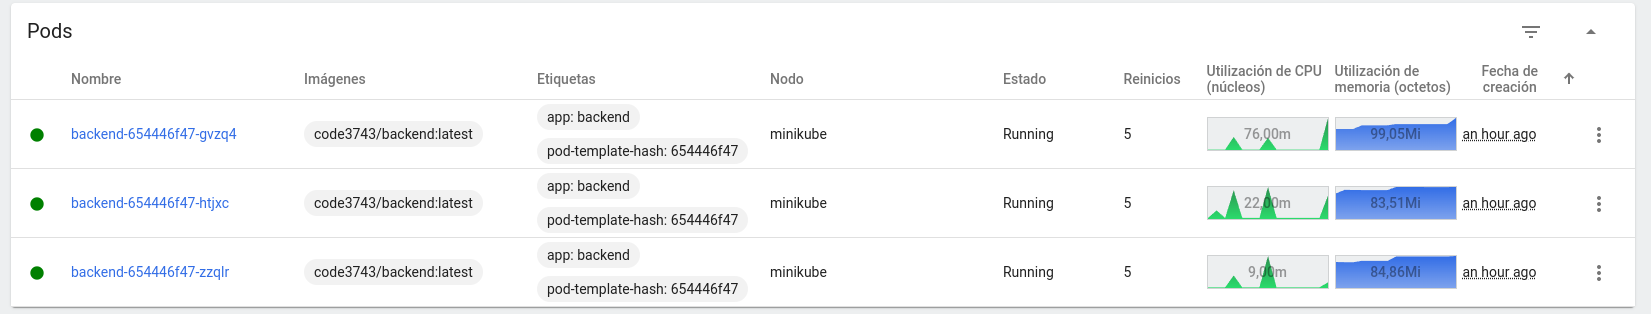 Pods
Nombre Imágenes Etiquetas Nodo Estado Reinicios Utilización de CPU (núcleos) Utilización de memoria (octetos) Fecha de creación
backend-654446f47-gvzq4 code3743/backend:latest app: backend pod-template-hash: 654446f47 minikube Running 5 76,00m 99,05Mi an hour ago
backend-654446f47-htjxc code3743/backend:latest app: backend pod-template-hash: 654446f47 minikube Running 5 22,00m 83,51Mi an hour ago
backend-654446f47-zzqlr code3743/backend:latest app: backend pod-template-hash: 654446f47 minikube Running 5 9,00m 84,86Mi an hour ago